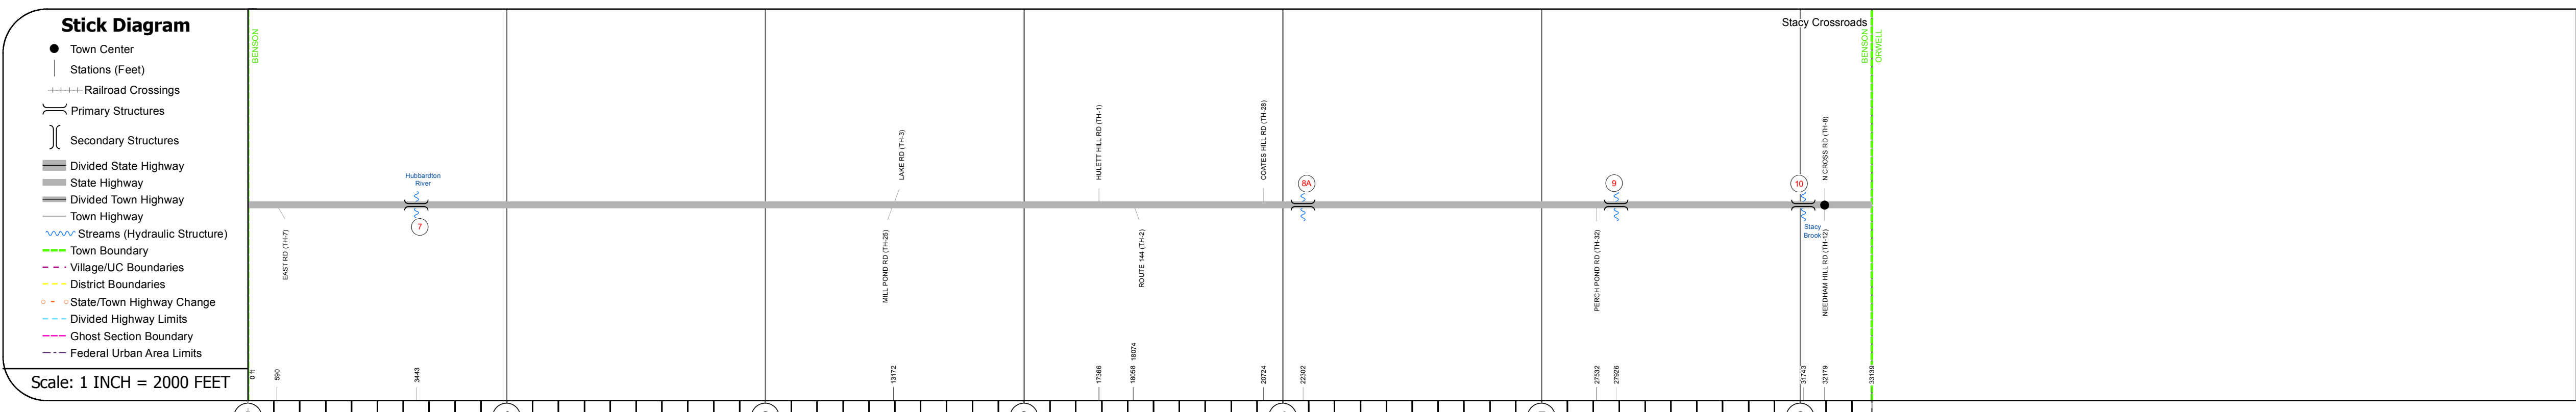 Stick Diagram
Town Center
Stations (Feet)
Railroad Crossings
Primary Structures
Secondary Structures
Divided State Highway
State Highway
Divided Town Highway
Town Highway
Streams (Hydraulic Structure)
Town Boundary
Village/UC Boundaries
District Boundaries
State/Town Highway Change
Divided Highway Limits
Ghost Section Boundary
Federal Urban Area Limits
Scale: 1 INCH = 2000 FEET
BENSON
EAST RD (TH-7)
Hubbardton
River
7
MILL POND RD (TH-25)
LAKE RD (TH-3)
HULETT HILL RD (TH-1)
ROUTE 144 (TH-2)
COATES HILL RD (TH-28)
8A
PERCH POND RD (TH-32)
9
10
Stacy
Brook
N CROSS RD (TH-8)
NEEDHAM HILL RD (TH-12)
Stacy Crossroads
BENSON
ORWELL
0 ft
590
3443
13172
17366
18058
18074
20724
22302
27532
27926
31743
32179
33139